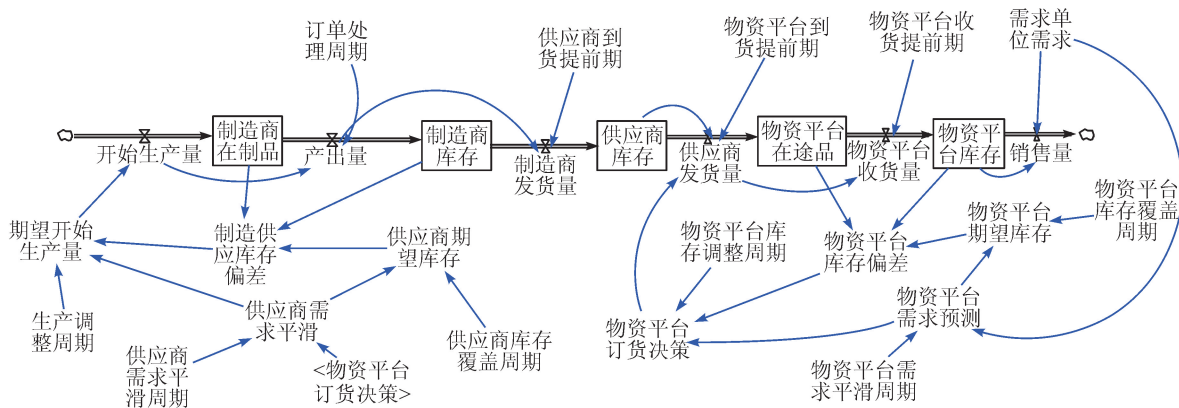 订单处
理周期
供应商到
货提前期
物资平台到
货提前期
物资平台收
货提前期
需求单
位需求
开始生产量
制造商
在制品
产出量
制造商
库存
制造商
发货量
供应商
库存
供应商
发货量
物资平台
在途品
物资平台
收货量
物资平
台库存
销售量
期望开始
生产量
制造供
应库存
偏差
供应商期
望库存
物资平台库
存调整周期
物资平台
库存偏差
物资平台
期望库存
物资平台
库存覆盖
周期
生产调
整周期
供应商需
求平滑
供应商库存
覆盖周期
物资平台
订货决策
物资平台
需求预测
供应商
需求平
滑周期
<物资平台
订货决策>
物资平台需
求平滑周期